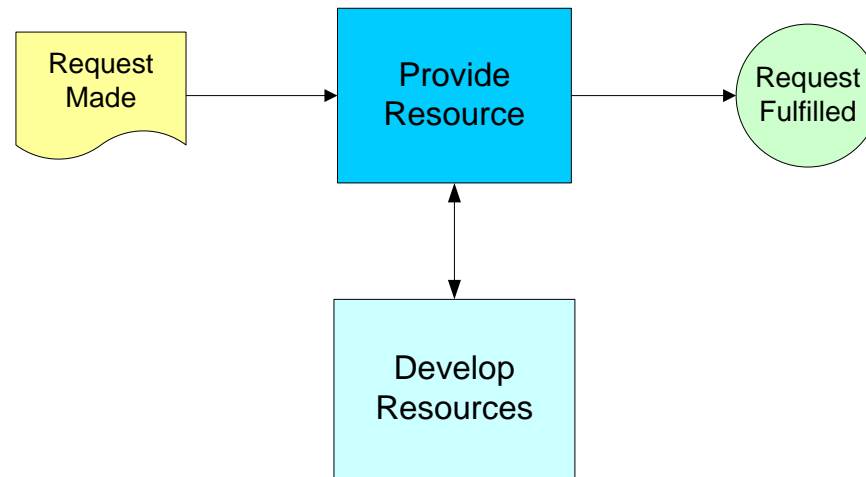 Request
Made
Provide
Resource
Request
Fulfilled
Develop
Resources